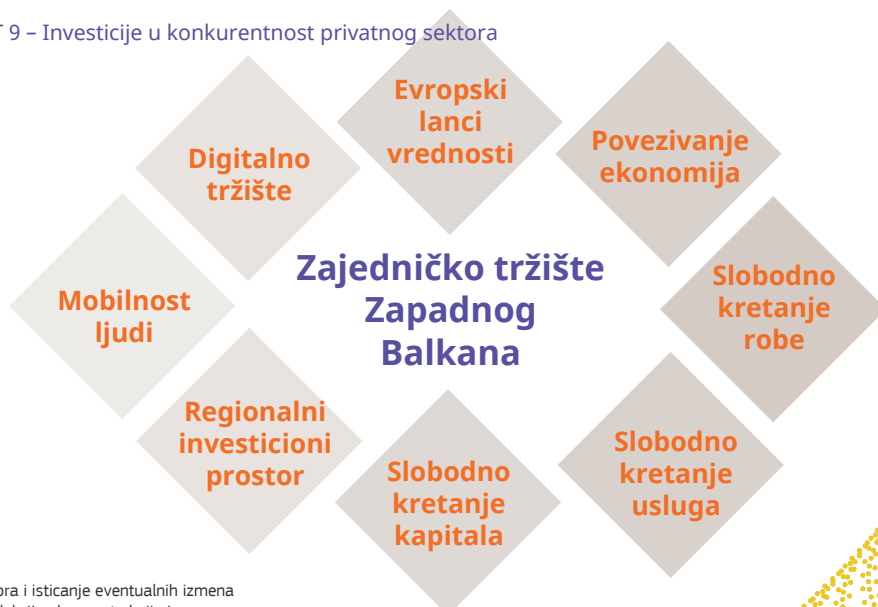 9 – Investicije u konkurentnost privatnog sektora
Evropski
lanci
vrednosti
Digitalno
tržište
Povezivanje
ekonomija
Zajedničko tržište
Zapadnog
Balkana
Mobilnost
ljudi
Slobodno
kretanje
robe
Regionalni
investicioni
prostor
Slobodno
kretanje
kapitala
Slobodno
kretanje
usluga
i isticanje eventualnih izmena